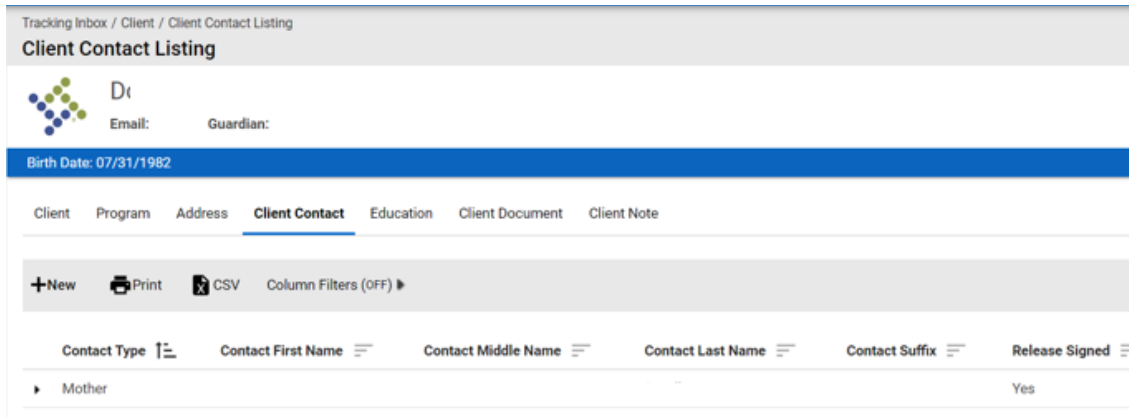 Tracking Inbox / Client / Client Contact Listing
Client Contact Listing
Email: Guardian:
Birth Date: 07/31/1982
Client Program Address Client Contact Education Client Document Client Note
New Print CSV Column Filters (OFF)
Contact Type Contact First Name Contact Middle Name Contact Last Name Contact Suffix Release Signed
Mother Yes